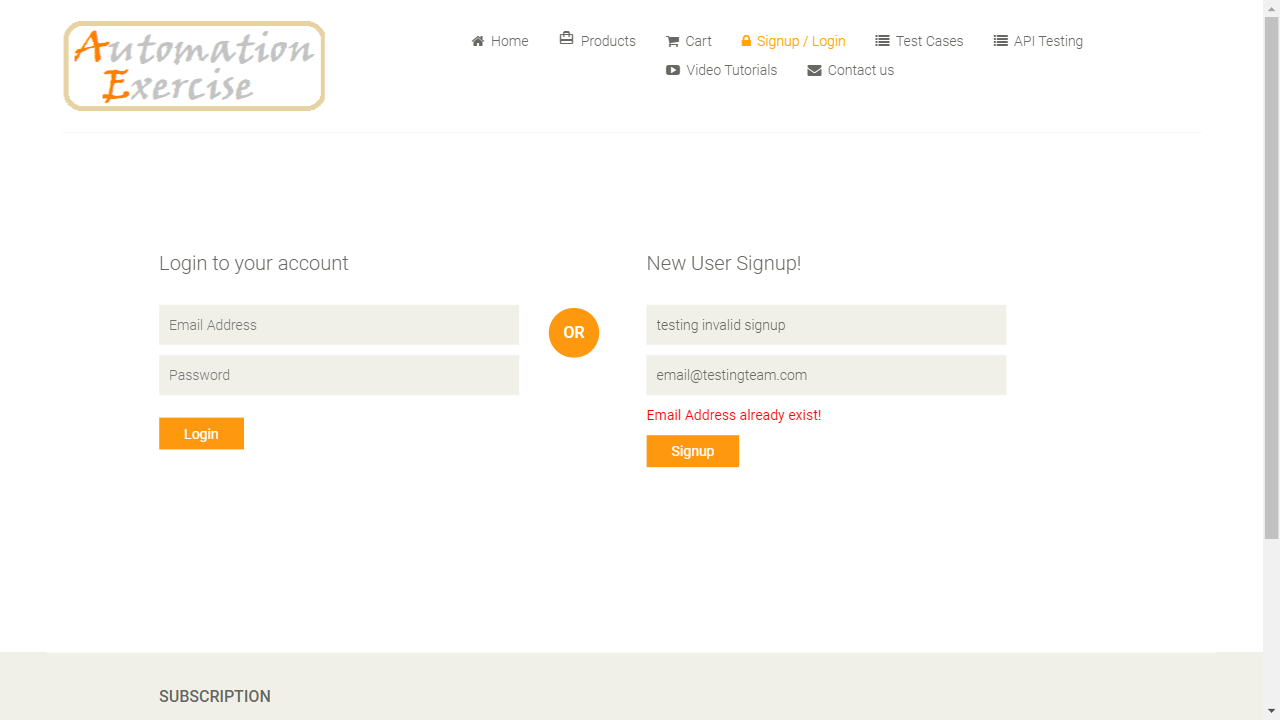 Automation
Exercise
Home Products Cart Signup / Login Test Cases API Testing
Video Tutorials Contact us
Login to your account
Email Address
Password
Login
OR
New User Signup!
testing invalid signup
email@testingteam.com
Email Address already exist!
Signup
SUBSCRIPTION